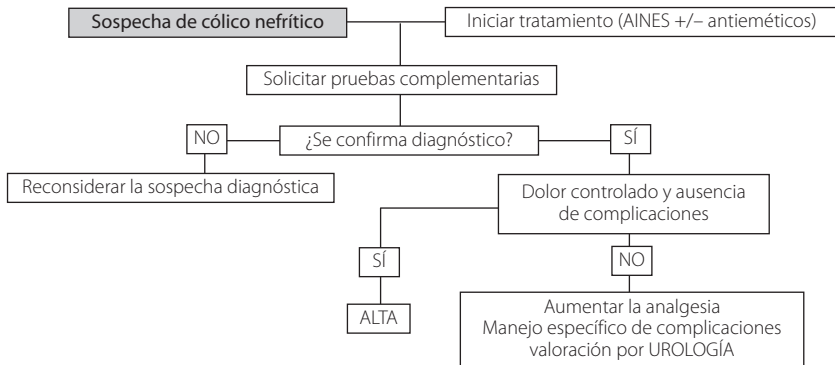 Sospecha de cólico nefrítico
Iniciar tratamiento (AINES +/– antieméticos)
Solicitar pruebas complementarias
NO
¿Se confirma diagnóstico?
SÍ
Reconsiderar la sospecha diagnóstica
Dolor controlado y ausencia
de complicaciones
SÍ
NO
ALTA
Aumentar la analgesia
Manejo específico de complicaciones
valoración por UROLOGÍA